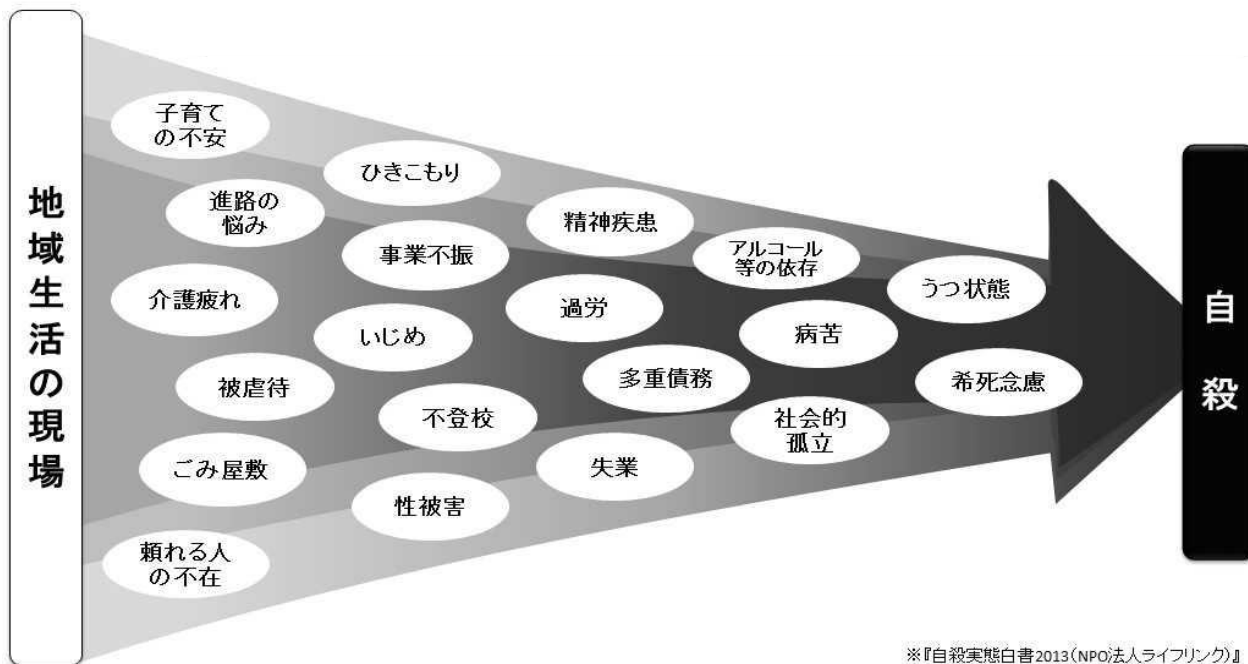 地域生活の現場
子育て
の不安
ひきこもり
進路の
悩み
精神疾患
事業不振
アルコール
等の依存
介護疲れ
うつ状態
過労
いじめ
病苦
被虐待
多重債務
希死念慮
不登校
社会的
孤立
ごみ屋敷
失業
性被害
頼れる人
の不在
自殺
※『自殺実態白書2013(NPO法人ライフリンク)』